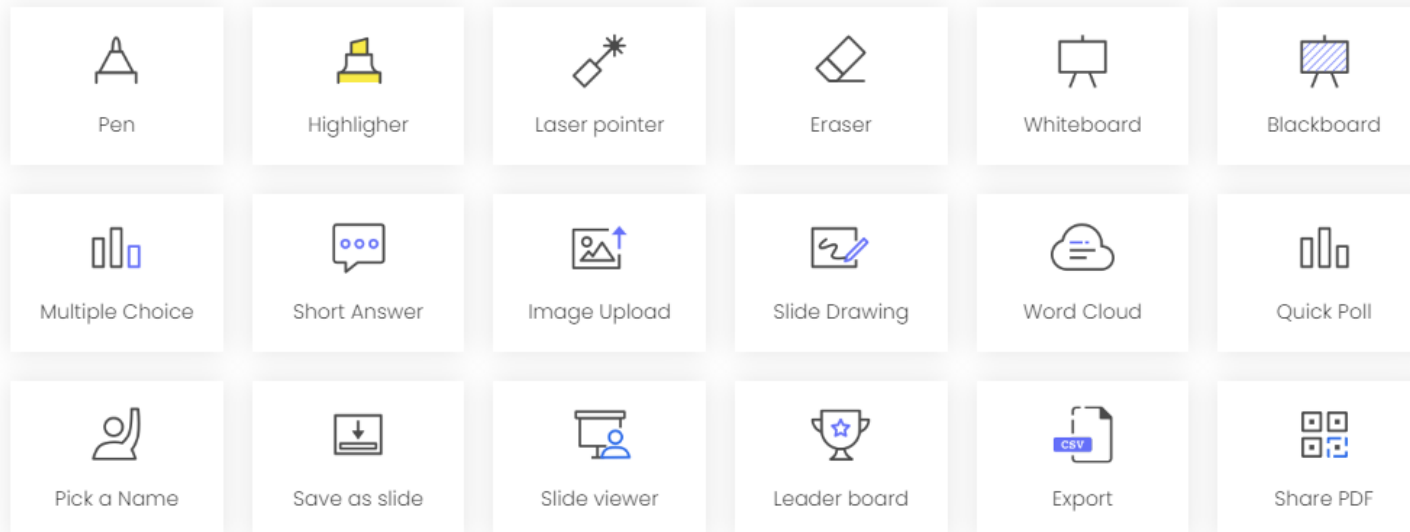 Pen
Highligher
Laser pointer
Eraser
Whiteboard
Blackboard
Multiple Choice
Short Answer
Image Upload
Slide Drawing
Word Cloud
Quick Poll
Pick a Name
Save as slide
Slide viewer
Leader board
CSV
Export
Share PDF